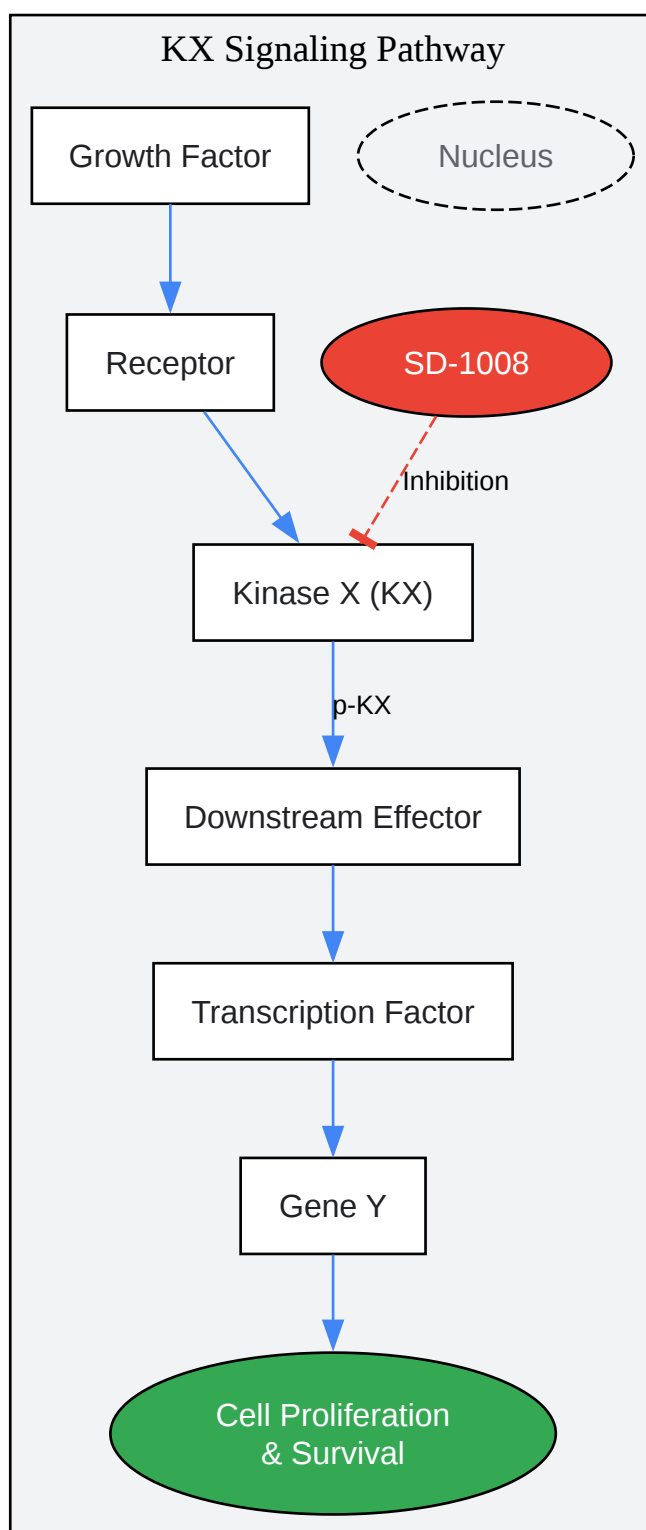 KX Signaling Pathway
Growth Factor
Nucleus
Receptor
SD-1008
Inhibition
Kinase X (KX)
p-KX
Downstream Effector
Transcription Factor
Gene Y
Cell Proliferation
& Survival